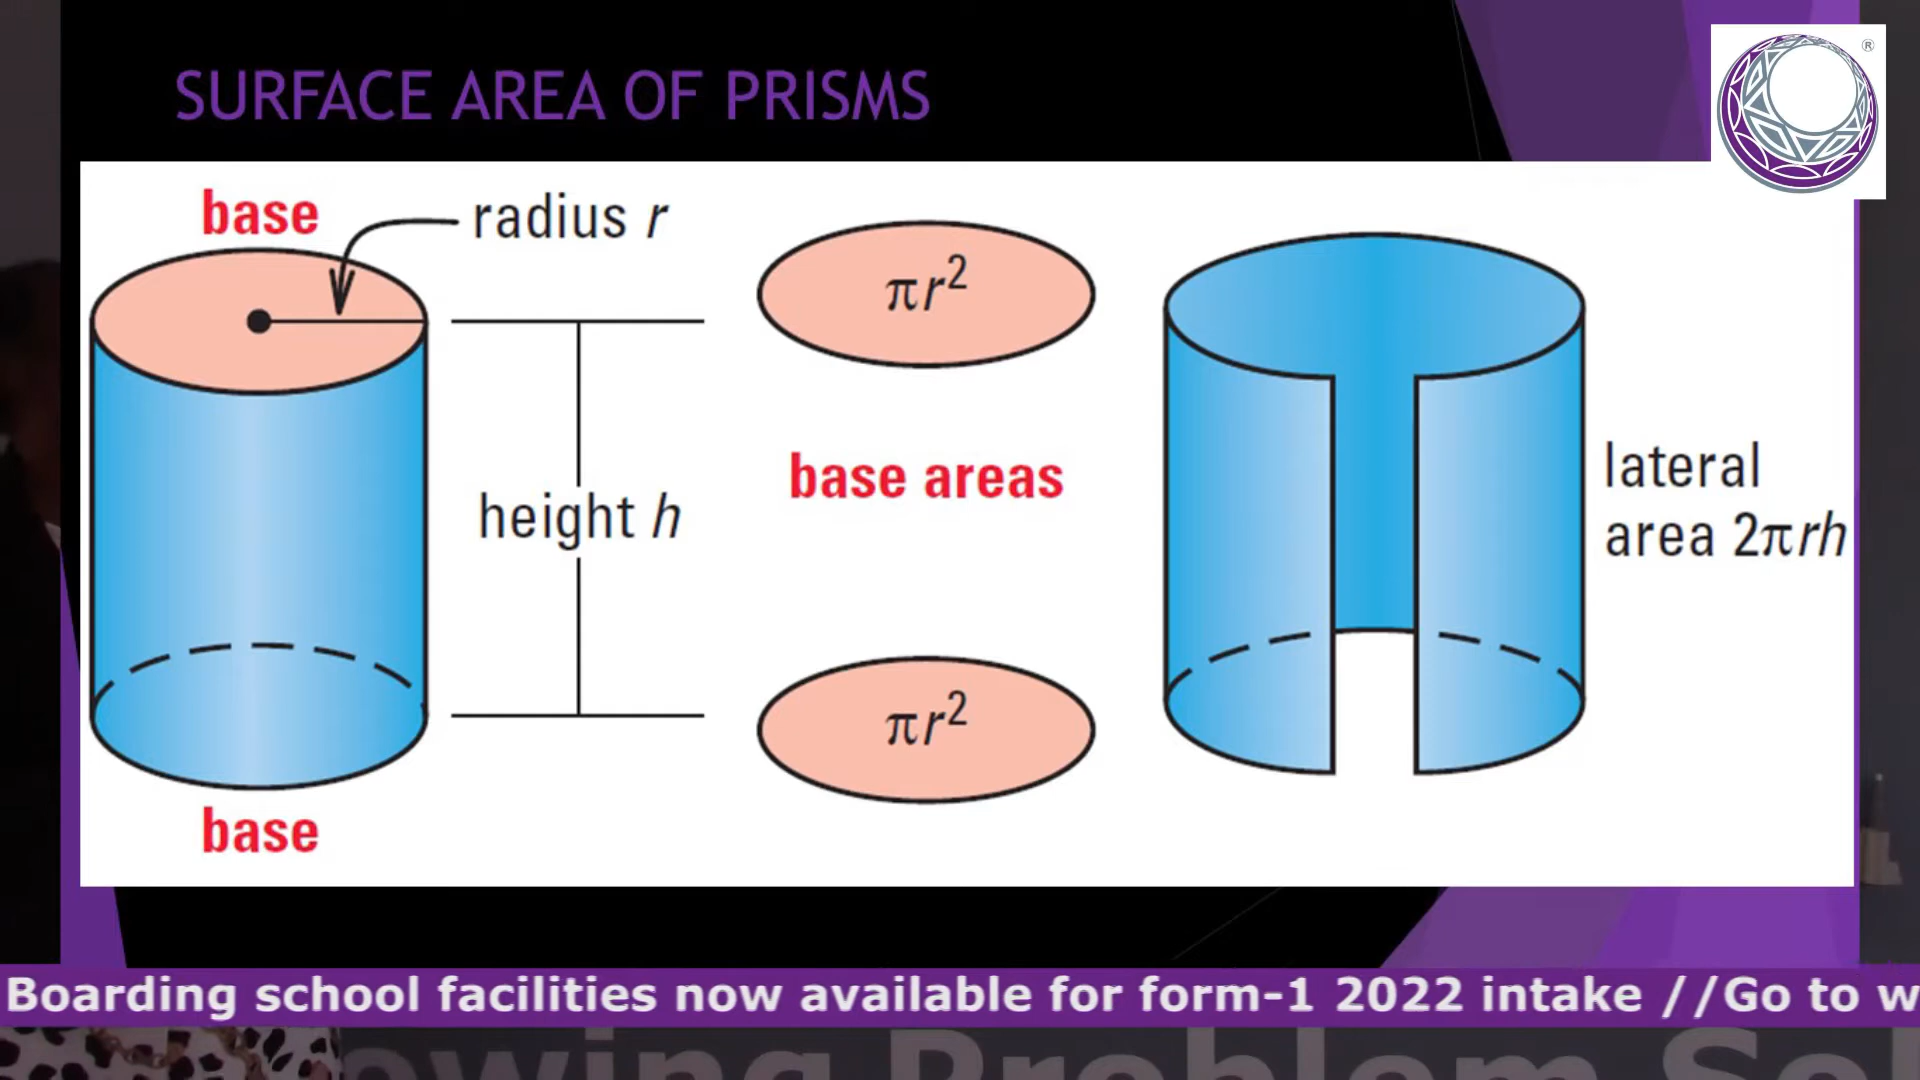 SURFACE AREA OF PRISMS
®
base
radius r
πr²
height h
base areas
lateral
area 2πrh
πr²
base
Boarding school facilities now available for form-1 2022 intake //Go to w
Problem